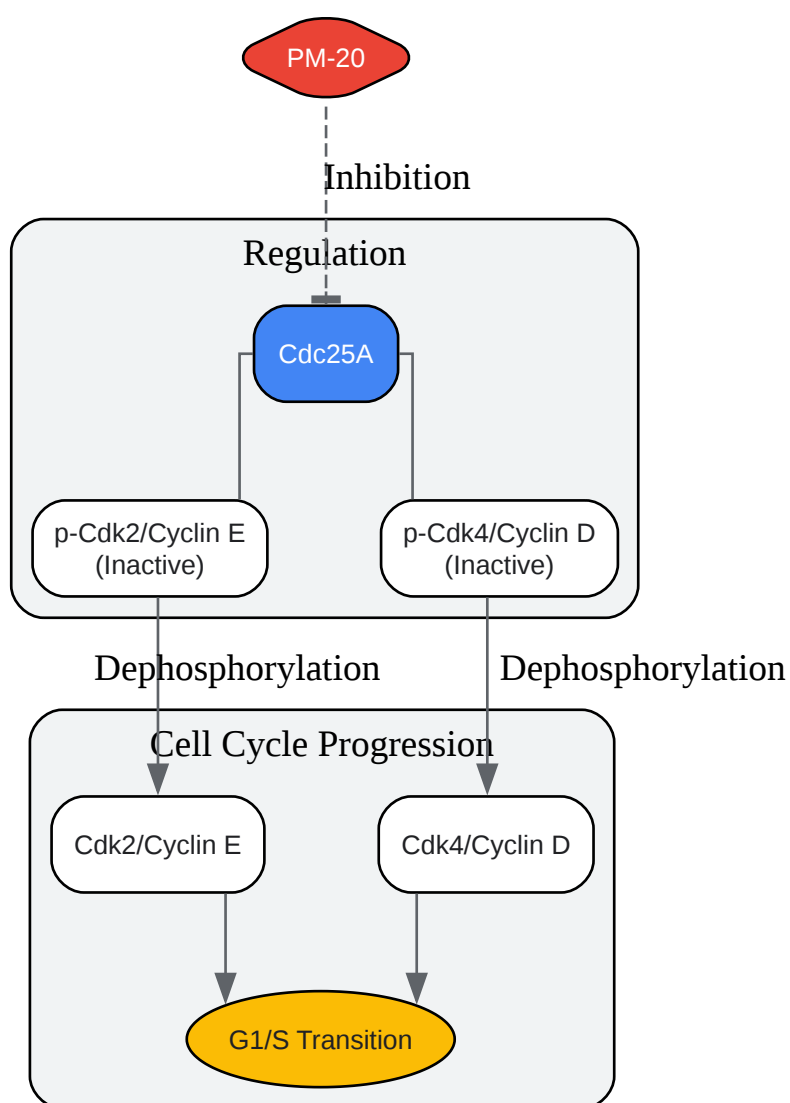 PM-20
Inhibition
Regulation
Cdc25A
p-Cdk2/Cyclin E
(Inactive)
p-Cdk4/Cyclin D
(Inactive)
Dephosphorylation
Dephosphorylation
Cell Cycle Progression
Cdk2/Cyclin E
Cdk4/Cyclin D
G1/S Transition